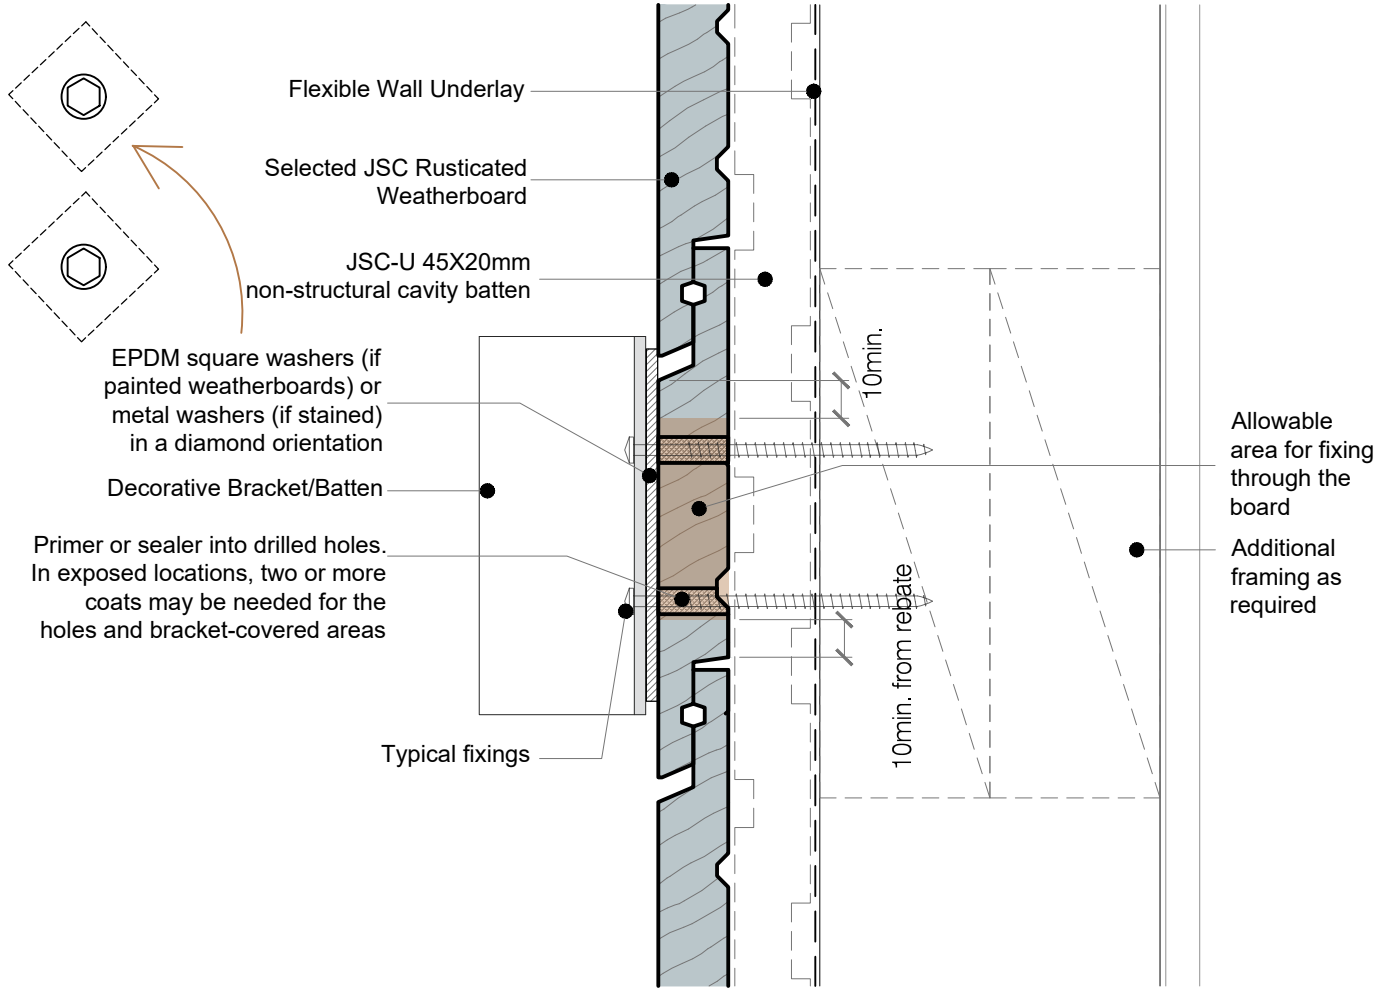 Flexible Wall Underlay
Selected JSC Rusticated
Weatherboard
JSC-U 45X20mm
non-structural cavity batten
EPDM square washers (if
painted weatherboards) or
metal washers (if stained)
in a diamond orientation
Decorative Bracket/Batten
Primer or sealer into drilled holes.
In exposed locations, two or more
coats may be needed for the
holes and bracket-covered areas
Typical fixings
10min.
10min. from rebate
Allowable
area for fixing
through the
board
Additional
framing as
required